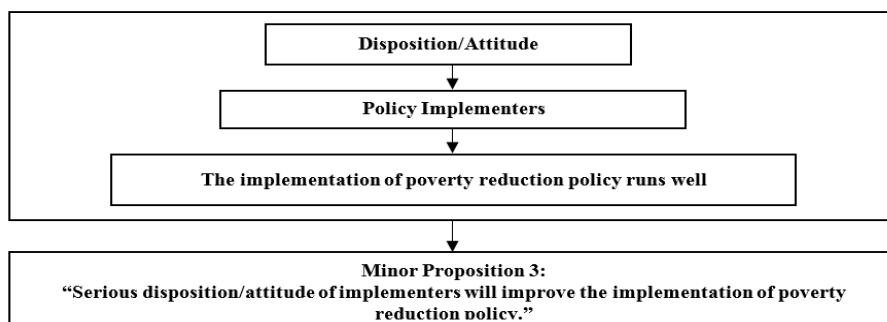 Disposition/Attitude
Policy Implementers
The implementation of poverty reduction policy runs well
Minor Proposition 3:
“Serious disposition/attitude of implementers will improve the implementation of poverty
reduction policy.”